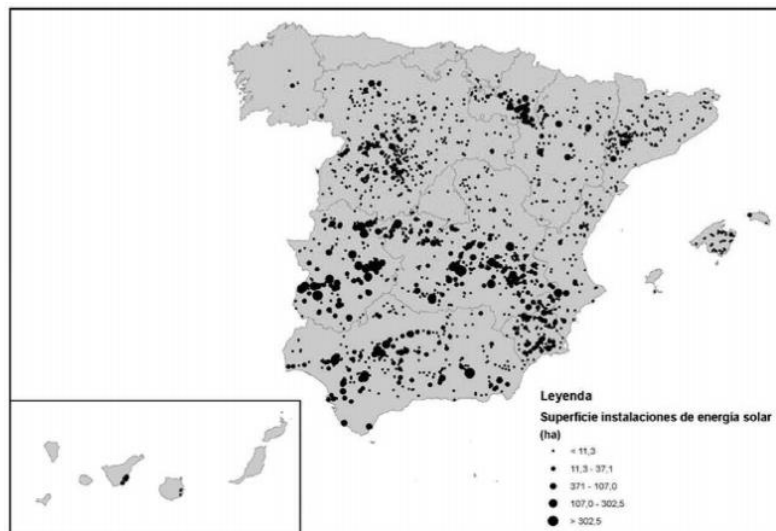 Leyenda
Superficie instalaciones de energía solar
(ha)
< 11,3
11,3 - 37,1
371 - 107,0
107,0 - 302,5
> 302,5